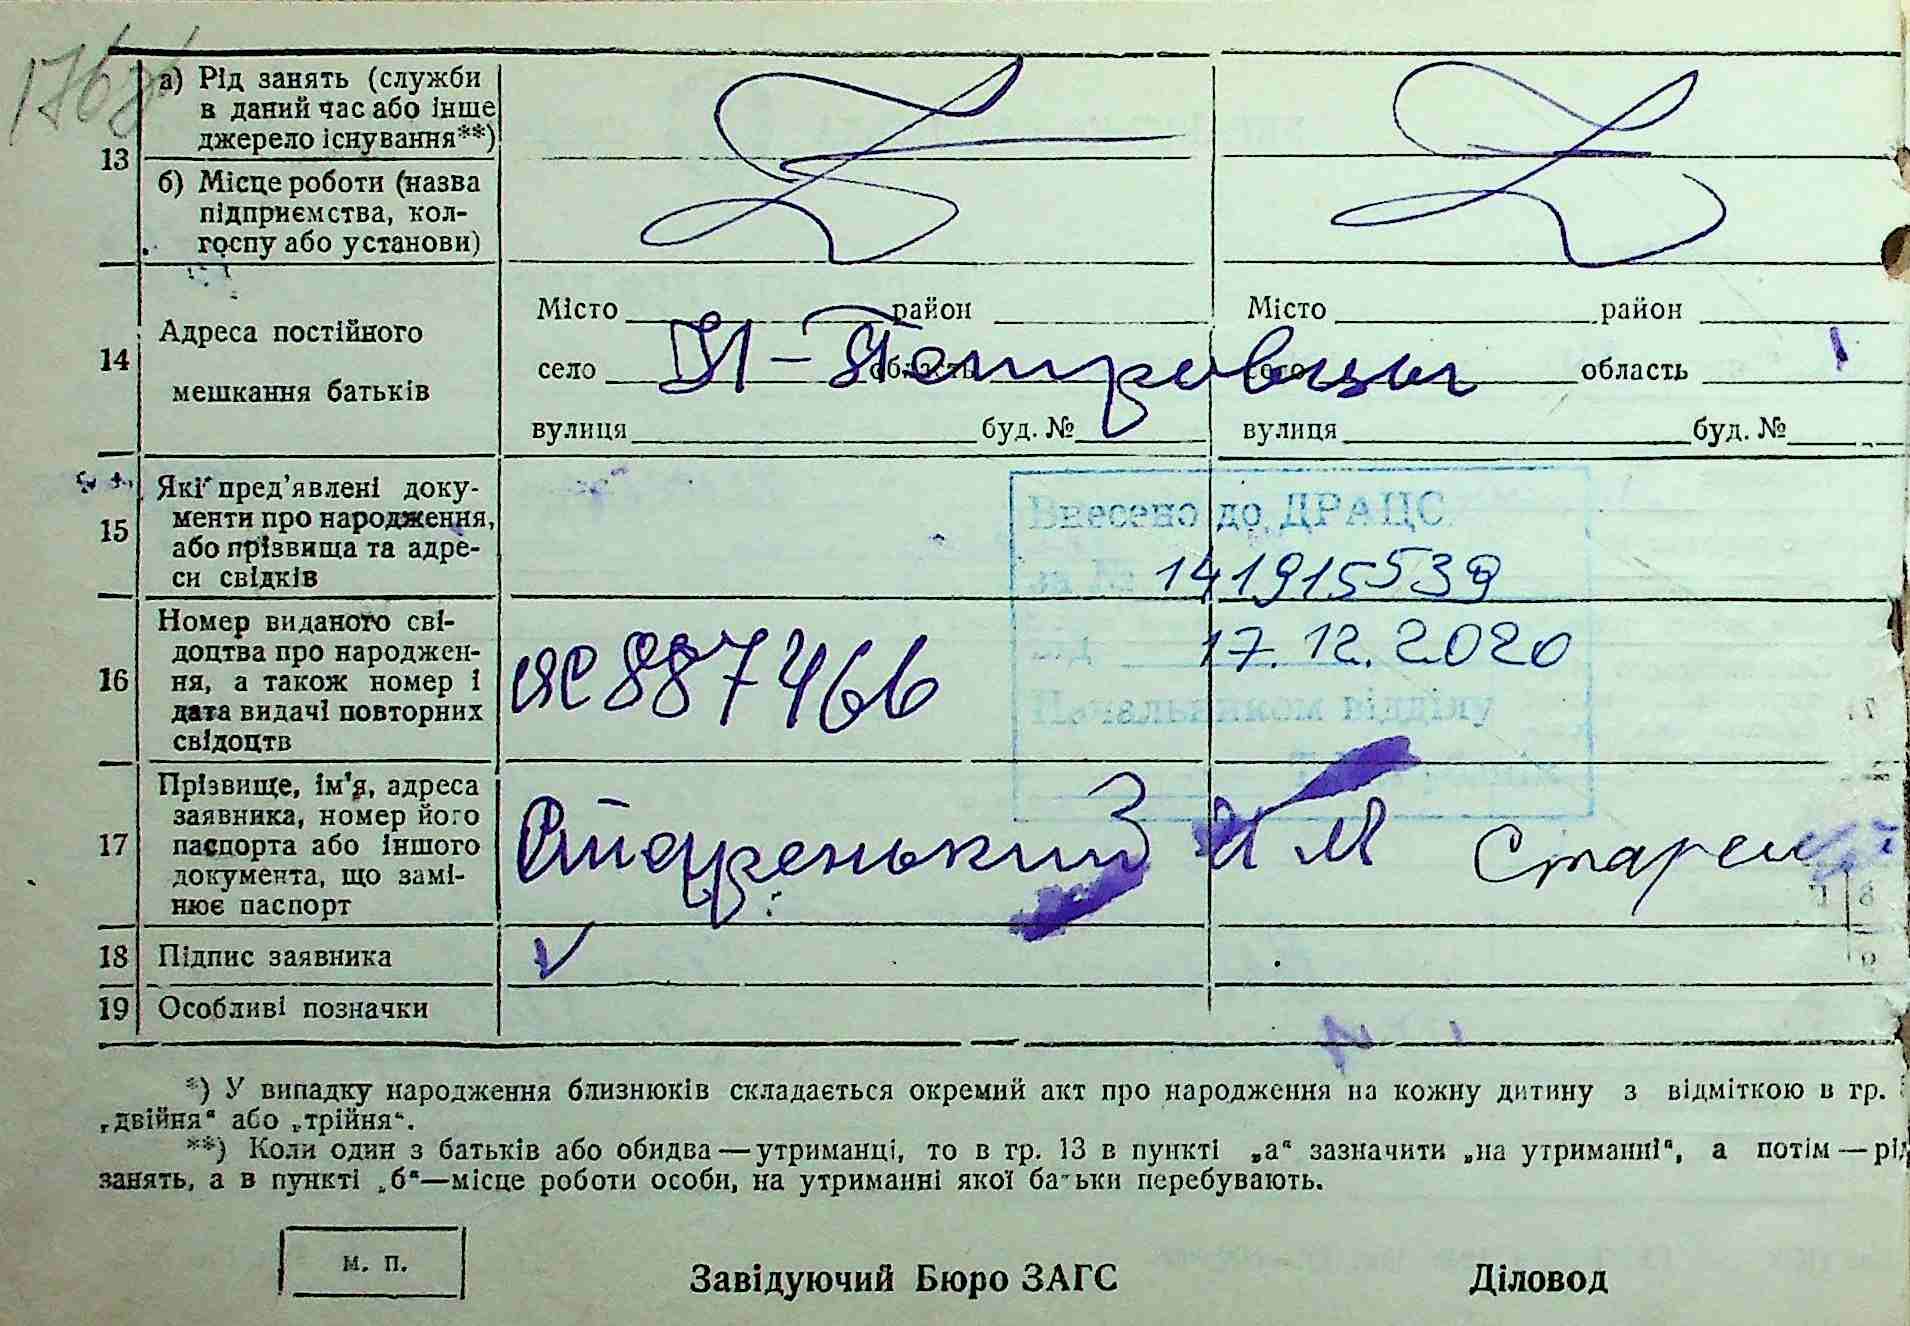 176 зв
13 а) Рід занять (служби
в даний час або інше
джерело існування**)
б) Місце роботи (назва
підприємства, кол-
госпу або установи)
14 Адреса постійного
мешкання батьків
Місто район Місто район
село область село область
П-Петровцы
вулиця буд. № вулиця буд. №
15 Які пред'явлені доку-
менти про народження,
або прізвища та адре-
си свідків
Внесено до ДРАЦС
за № 141915539
від 17.12.2020
Начальником відділу
16 Номер виданого сві-
доцтва про народжен-
ня, а також номер і
дата видачі повторних
свідоцтв
887466
17 Прізвище, ім'я, адреса
заявника, номер його
паспорта або іншого
документа, що замі-
нює паспорт
Старенький И М
18 Підпис заявника
19 Особливі позначки
*) У випадку народження близнюків складається окремий акт про народження на кожну дитину з відміткою в гр.
„двійня“ або „трійня“.
**) Коли один з батьків або обидва — утриманці, то в гр. 13 в пункті „а“ зазначити „на утриманні“, а потім — рід
занять, а в пункті „б“ — місце роботи особи, на утриманні якої батьки перебувають.
м. п.
Завідуючий Бюро ЗАГС Діловод